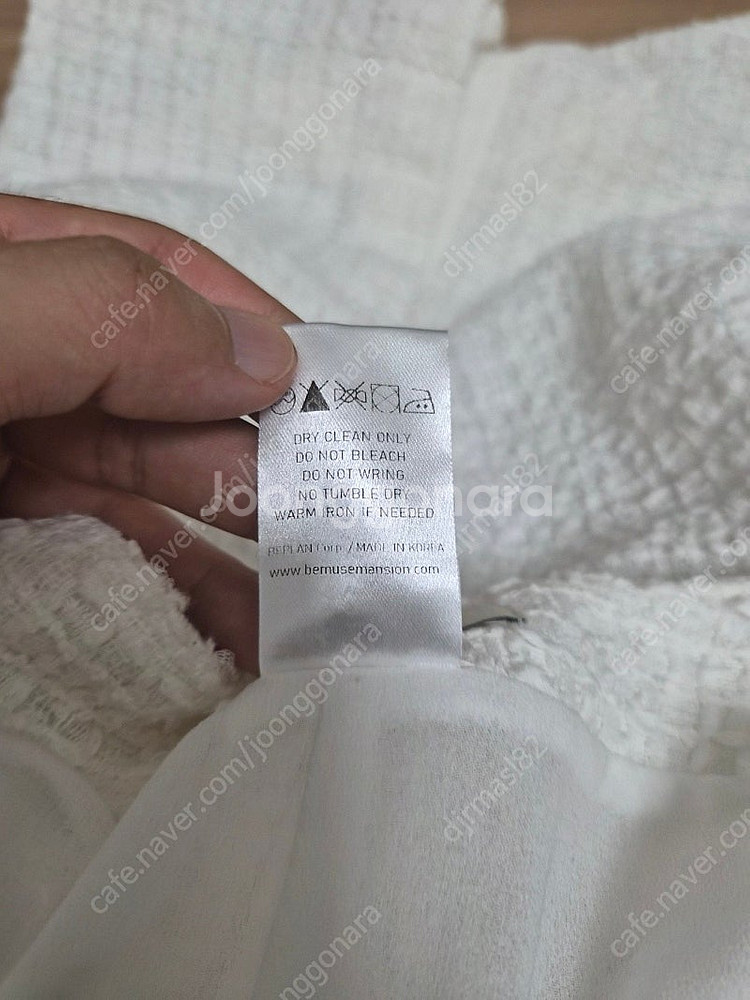 DRY CLEAN ONLY
DO NOT BLEACH
DO NOT WRING
NO TUMBLE DRY
WARM IRON IF NEEDED
REPLAN Corp. / MADE IN KOREA
www.bemusemansion.com
Joonggonara
cafe.naver.com/joonggonara
djrmasl82